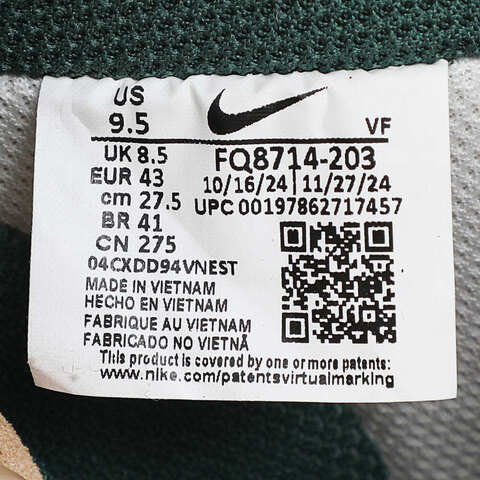 US
9.5
VF
UK 8.5
EUR 43
cm 27.5
BR 41
CN 275
FQ8714-203
10/16/24 | 11/27/24
UPC 00197862717457
04CXDD94VNEST
MADE IN VIETNAM
HECHO EN VIETNAM
FABRIQUE AU VIETNAM
FABRICADO NO VIETNÃ
This product is covered by one or more patents:
www.nike.com/patentsvirtualmarking